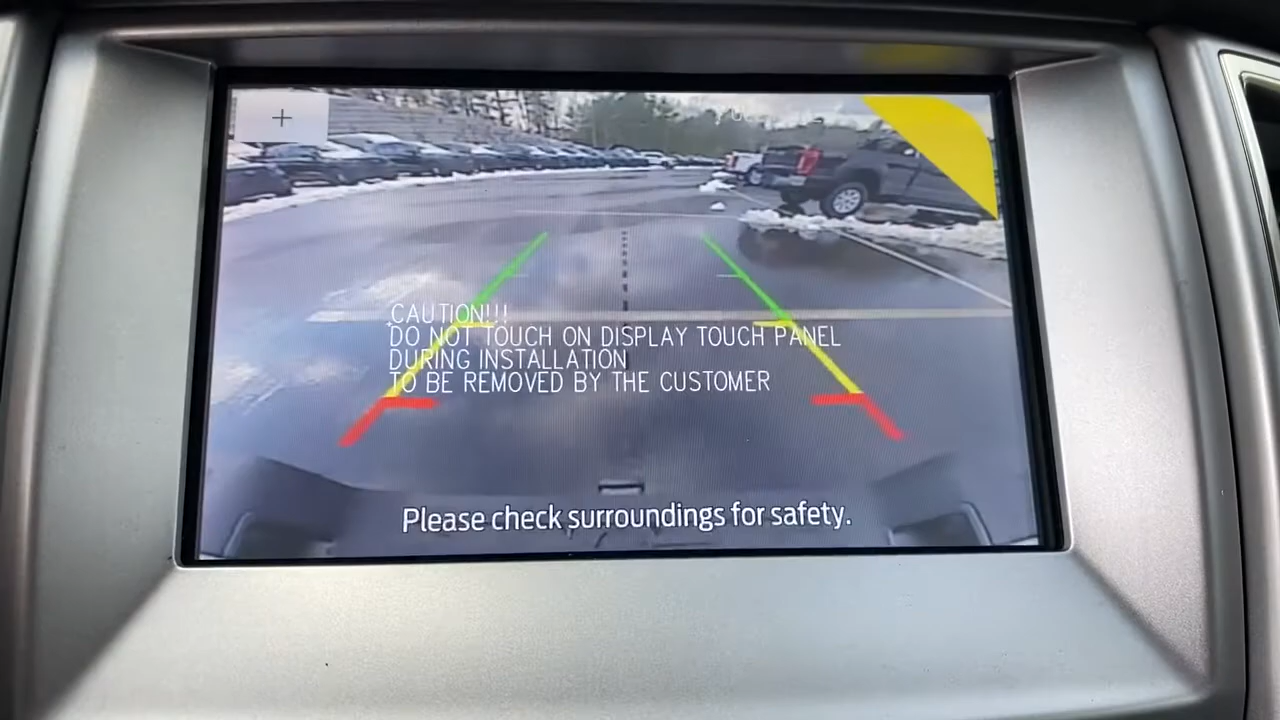 CAUTION!!!
DO NOT TOUCH ON DISPLAY TOUCH PANEL
DURING INSTALLATION
TO BE REMOVED BY THE CUSTOMER
Please check surroundings for safety.